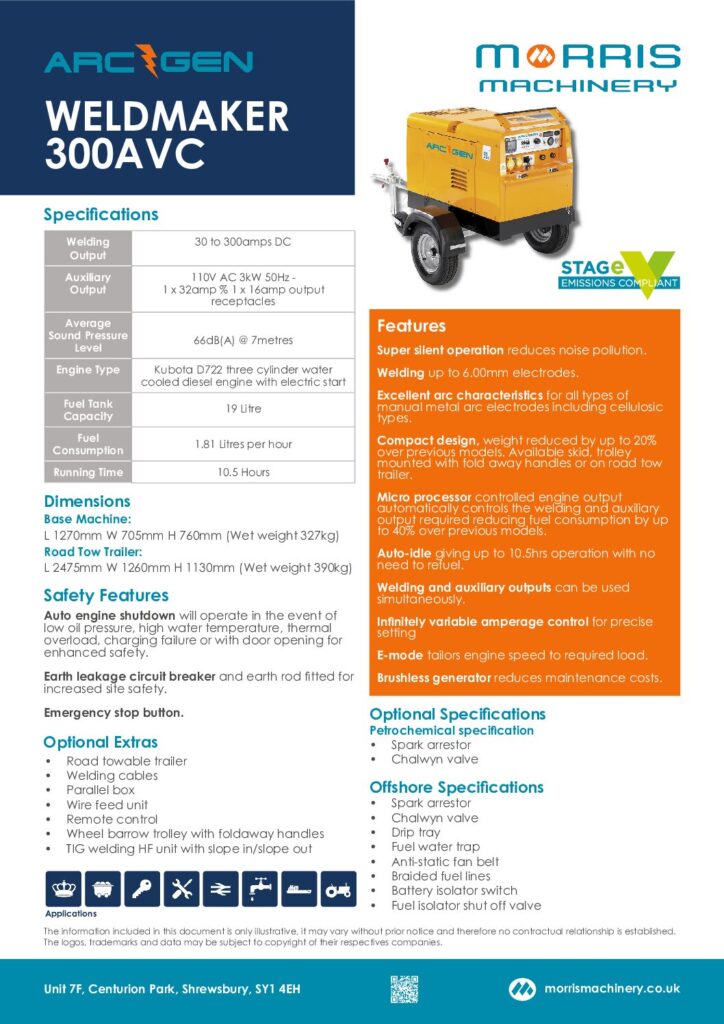 ARC GEN
WELDMAKER
300AVC
MORRIS
MACHINERY
ARC GEN
STAGe V
EMISSIONS COMPLIANT
Specifications
Welding
Output
30 to 300amps DC
Auxiliary
Output
110V AC 3kW 50Hz -
1 x 32amp % 1 x 16amp output
receptacles
Average
Sound Pressure
Level
66dB(A) @ 7metres
Engine Type
Kubota D722 three cylinder water
cooled diesel engine with electric start
Fuel Tank
Capacity
19 Litre
Fuel
Consumption
1.81 Litres per hour
Running Time
10.5 Hours
Dimensions
Base Machine:
L 1270mm W 705mm H 760mm (Wet weight 327kg)
Road Tow Trailer:
L 2475mm W 1260mm H 1130mm (Wet weight 390kg)
Safety Features
Auto engine shutdown will operate in the event of
low oil pressure, high water temperature, thermal
overload, charging failure or with door opening for
enhanced safety.
Earth leakage circuit breaker and earth rod fitted for
increased site safety.
Emergency stop button.
Optional Extras
• Road towable trailer
• Welding cables
• Parallel box
• Wire feed unit
• Remote control
• Wheel barrow trolley with foldaway handles
• TIG welding HF unit with slope in/slope out
Applications
Features
Super silent operation reduces noise pollution.
Welding up to 6.00mm electrodes.
Excellent arc characteristics for all types of
manual metal arc electrodes including cellulosic
types.
Compact design, weight reduced by up to 20%
over previous models. Available skid, trolley
mounted with fold away handles or on road tow
trailer.
Micro processor controlled engine output
automatically controls the welding and auxiliary
output required reducing fuel consumption by up
to 40% over previous models.
Auto-idle giving up to 10.5hrs operation with no
need to refuel.
Welding and auxiliary outputs can be used
simultaneously.
Infinitely variable amperage control for precise
setting
E-mode tailors engine speed to required load.
Brushless generator reduces maintenance costs.
Optional Specifications
Petrochemical specification
• Spark arrestor
• Chalwyn valve
Offshore Specifications
• Spark arrestor
• Chalwyn valve
• Drip tray
• Fuel water trap
• Anti-static fan belt
• Braided fuel lines
• Battery isolator switch
• Fuel isolator shut off valve
The information included in this document is only illustrative, it may vary without prior notice and therefore no contractual relationship is established.
The logos, trademarks and data may be subject to copyright of their respectives companies.
Unit 7F, Centurion Park, Shrewsbury, SY1 4EH
morrismachinery.co.uk